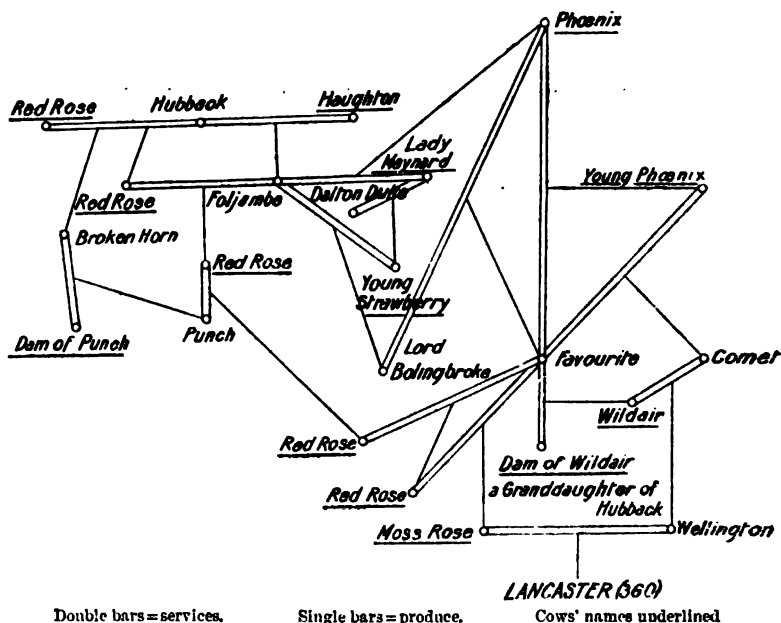 Phœnix
Red Rose
Hubback
Haughton
Lady
Maynard
Young Phœnix
Red Rose
Foljambe
Dalton Duke
Broken Horn
Red Rose
Young
Strawberry
Dam of Punch
Punch
Lord
Bolingbroke
Favourite
Comet
Wildair
Red Rose
Dam of Wildair
a Granddaughter of
Hubback
Red Rose
Moss Rose
Wellington
LANCASTER (360)
Double bars=services. Single bars=produce. Cows' names underlined